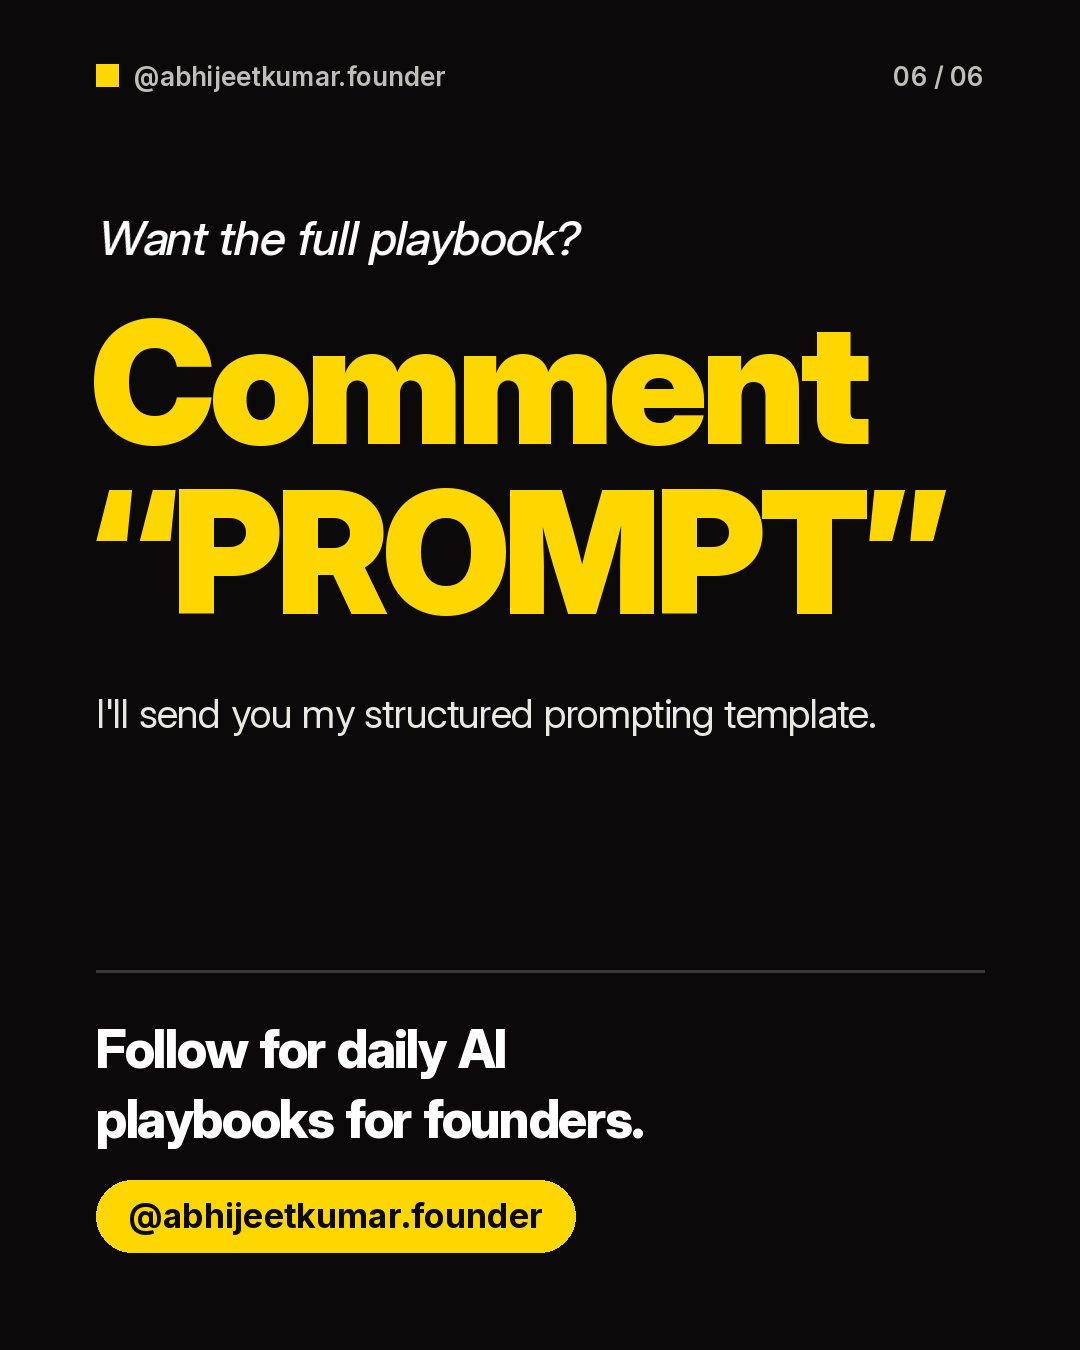 @abhijeetkumar.founder
06 / 06
Want the full playbook?
Comment
“PROMPT”
I'll send you my structured prompting template.
Follow for daily AI
playbooks for founders.
@abhijeetkumar.founder